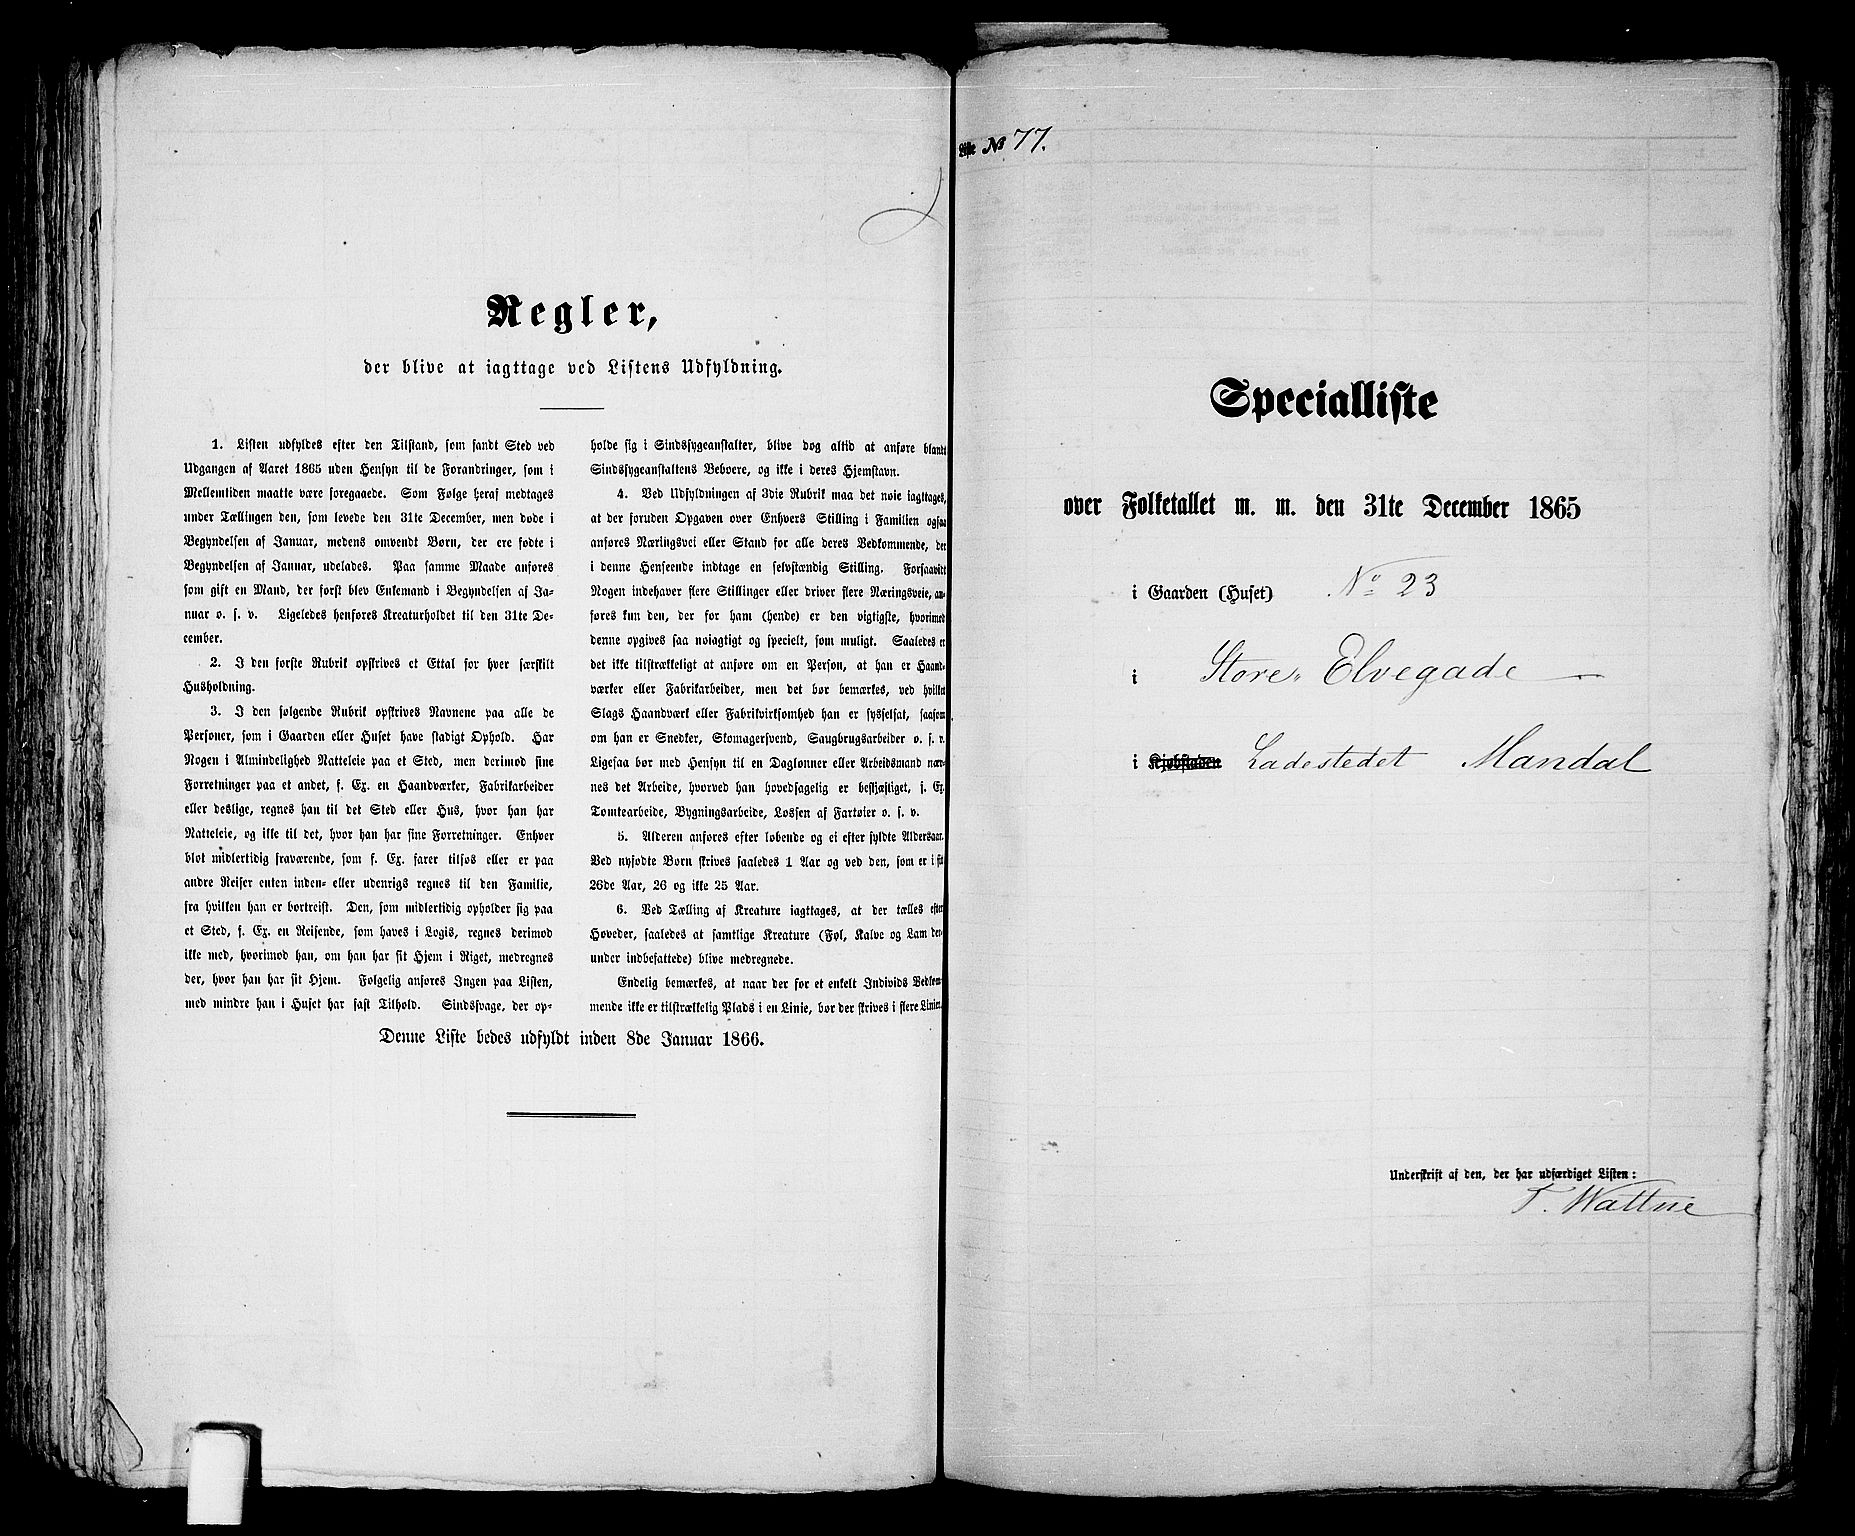 Regler,
der blive at iagttage ved Listens Udfyldning.
1. Listen udfyldes efter den Tilstand, som fandt Sted ved
Udgangen af Aaret 1865 uden Hensyn til de Forandringer, som i
Mellemtiden maatte være foregaaede. Som Følge heraf medtages
under Tællingen den, som levede den 31te December, men døde i
Begyndelsen af Januar, medens omvendt Børn, der ere fødte i
Begyndelsen af Januar, udelades. Paa samme Maade anføres
som gift en Mand, der først blev Enkemand i Begyndelsen af Ja-
nuar o. s. v. Ligeledes henføres Kreaturholdet til den 31te De-
cember.
2. I den første Rubrik opskrives et Ettal for hver særskilt
Husholdning.
3. I den følgende Rubrik opskrives Navnene paa alle de
Personer, som i Gaarden eller Huset have stadigt Ophold. Har
Nogen i Almindelighed Natteleie paa et Sted, men derimod sine
Forretninger paa et andet, f. Ex. en Haandværker, Fabrikarbeider
eller deslige, regnes han til det Sted eller Hus, hvor han har
Natteleie, og ikke til det, hvor han har sine Forretninger. Enhver
blot midlertidig fraværende, som f. Ex. farer tilsøs eller er paa
andre Reiser enten inden- eller udenrigs regnes til den Familie,
fra hvilken han er bortreist. Den, som midlertidig opholder sig paa
et Sted, f. Ex. en Reisende, som haves i Logis, regnes derimod
ikke med, hvorimod han, om han har sit Hjem i Riget, medregnes
der, hvor han har sit Hjem. Følgelig anføres Ingen paa Listen,
med mindre han i Huset har fast Tilhold. Sindssvage, der op-
holde sig i Sindssygeanstalter, blive dog altid at anføre blandt
Sindssygeanstaltens Beboere, og ikke i deres Hjemstavn.
4. Ved Udfyldningen af 3die Rubrik maa det nøie iagttages,
at der foruden Opgaven over Enhvers Stilling i Familien ogsaa
anføres Næringsvei eller Stand for alle deres Vedkommende, der
i denne Henseende indtage en selvstændig Stilling. Forsaavidt
Nogen indehaver flere Stillinger eller driver flere Næringsveie, an-
føres kun den, der for ham (hende) er den vigtigste, hvorimod
denne opgives saa nøiagtigt og specielt, som muligt. Saaledes er
det ikke tilstrækkeligt at anføre om en Person, at han er Haand-
værker eller Fabrikarbeider, men det bør bemærkes, ved hvilket
Slags Haandværk eller Fabrikvirksomhed han er sysselsat, saasom
om han er Snedker, Skomagersvend, Saugbrugsarbeider o. s. v.
Ligesaa bør med Hensyn til en Daglønner eller Arbeidsmand næv-
nes det Arbeide, hvorved han hovedsagelig er beskjæftiget, f. Ex.
Tomtearbeide, Bygningsarbeide, Lossen af Fartøier o. s. v.
5. Alderen anføres efter løbende og ei efter fyldte Aldersaar.
Ved nyfødte Børn skrives saaledes 1 Aar og ved den, som er i sit
26de Aar, 26 og ikke 25 Aar.
6. Ved Tælling af Kreature iagttages, at der tælles efter
Hoveder, saaledes at samtlige Kreature (Føl, Kalve og Lam der-
under indbefattede) blive medregnede.
Endelig bemærkes, at naar der for et enkelt Individs Vedkom-
mende ikke er tilstrækkelig Plads i en Linie, bør der skrives i flere Linier.
Denne Liste bedes udfyldt inden 8de Januar 1866.
Liste No 77.
Specialliste
over Folketallet m. m. den 31te December 1865
i Gaarden (Huset) No 23
i Store Elvegade
i Kjøbstaden Ladestedet Mandal
Underskrift af den, der har udfærdiget Listen:
T. Wattne